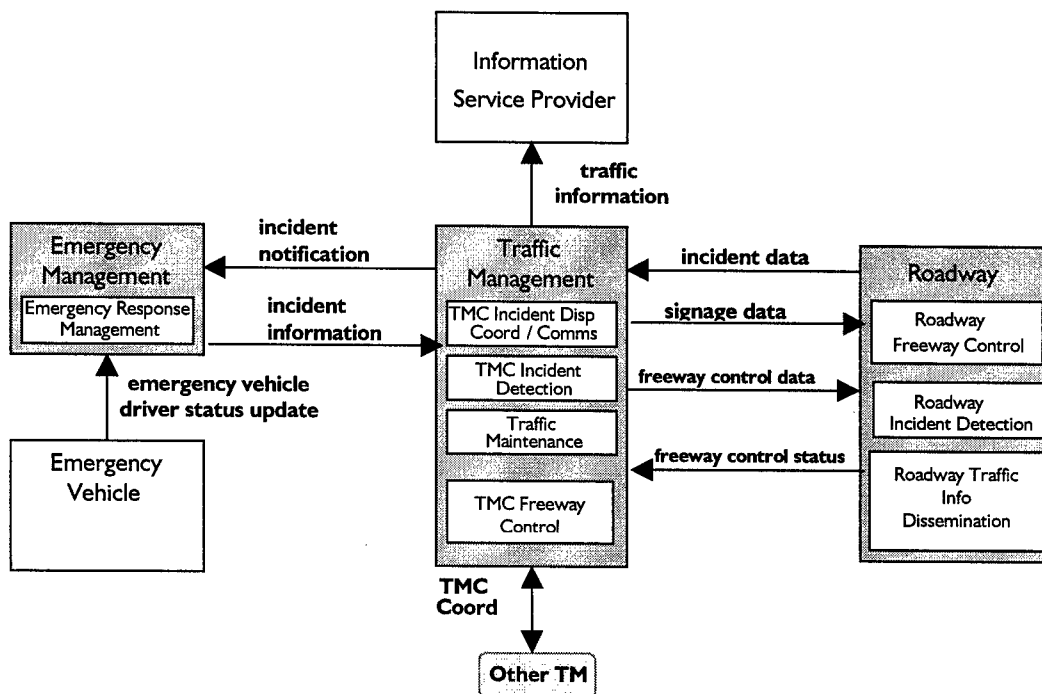 Information
Service Provider
traffic
information
incident
notification
Emergency
Management
Emergency Response
Management
incident
information
emergency vehicle
driver status update
Emergency
Vehicle
Traffic
Management
TMC Incident Disp
Coord / Comms
TMC Incident
Detection
Traffic
Maintenance
TMC Freeway
Control
incident data
signage data
freeway control data
freeway control status
Roadway
Roadway
Freeway Control
Roadway
Incident Detection
Roadway Traffic
Info
Dissemination
TMC
Coord
Other TM